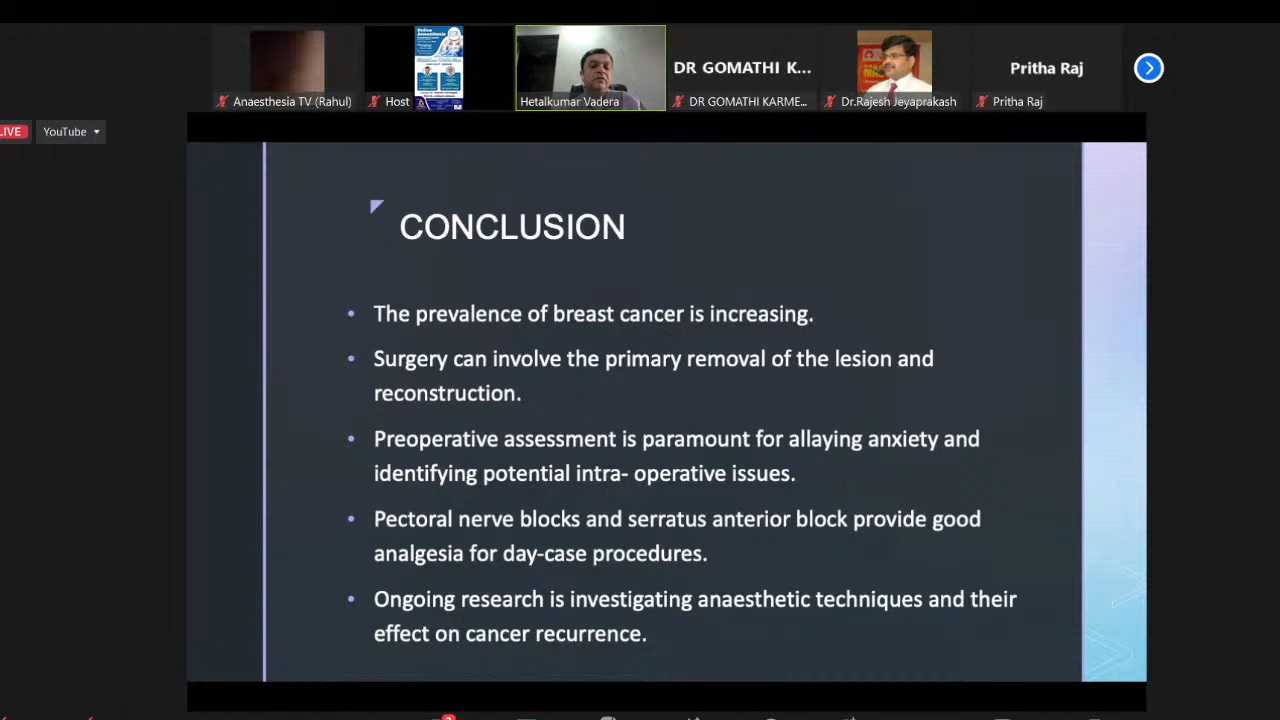 Online
Anaesthesia
DR GOMATHI K...
Pritha Raj
Anaesthesia TV (Rahul)
Host
Hetalkumar Vadera
DR GOMATHI KARME...
Dr.Rajesh Jeyaprakash
Pritha Raj
LIVE
YouTube
CONCLUSION
• The prevalence of breast cancer is increasing.
• Surgery can involve the primary removal of the lesion and
reconstruction.
• Preoperative assessment is paramount for allaying anxiety and
identifying potential intra- operative issues.
• Pectoral nerve blocks and serratus anterior block provide good
analgesia for day-case procedures.
• Ongoing research is investigating anaesthetic techniques and their
effect on cancer recurrence.